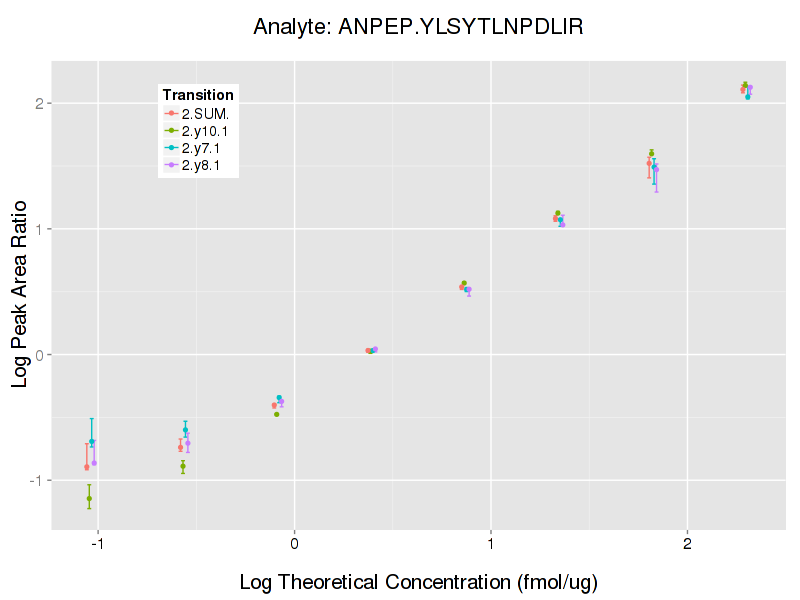 Analyte: ANPEP.YLSYTLNPDLIR
Transition
2.SUM.
2.y10.1
2.y7.1
2.y8.1
Log Peak Area Ratio
2
1
0
-1
-1 0 1 2
Log Theoretical Concentration (fmol/ug)